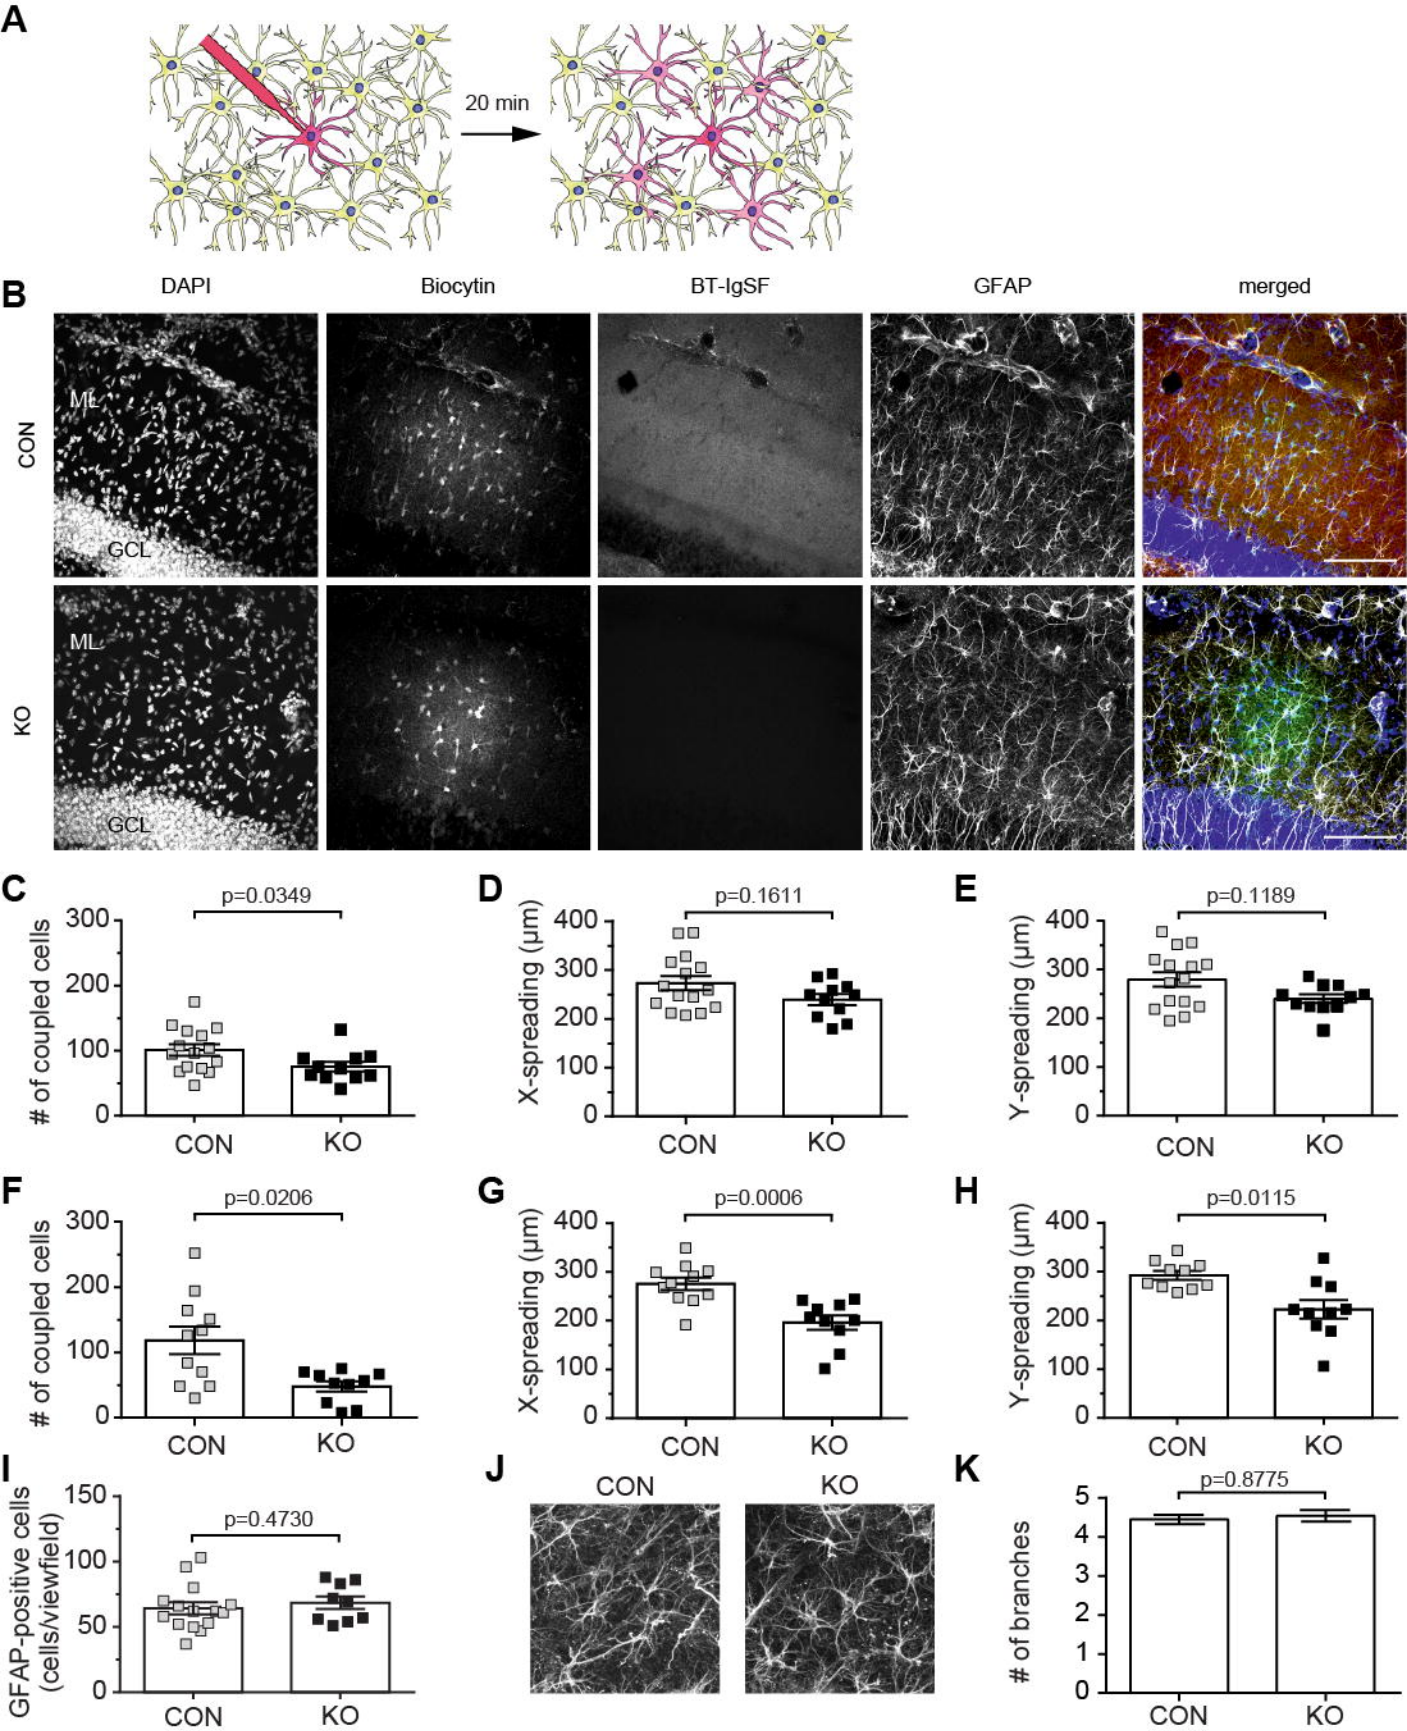 A
20 min
B
DAPI
Biocytin
BT-IgSF
GFAP
merged
CON
ML
GCL
KO
ML
GCL
C
p=0.0349
# of coupled cells
300
200
100
0
CON
KO
D
p=0.1611
X-spreading (µm)
400
300
200
100
0
CON
KO
E
p=0.1189
Y-spreading (µm)
400
300
200
100
0
CON
KO
F
p=0.0206
# of coupled cells
300
200
100
0
CON
KO
G
p=0.0006
X-spreading (µm)
400
300
200
100
0
CON
KO
H
p=0.0115
Y-spreading (µm)
400
300
200
100
0
CON
KO
I
p=0.4730
GFAP-positive cells
(cells/viewfield)
150
100
50
0
CON
KO
J
CON
KO
K
p=0.8775
# of branches
5
4
3
2
1
0
CON
KO